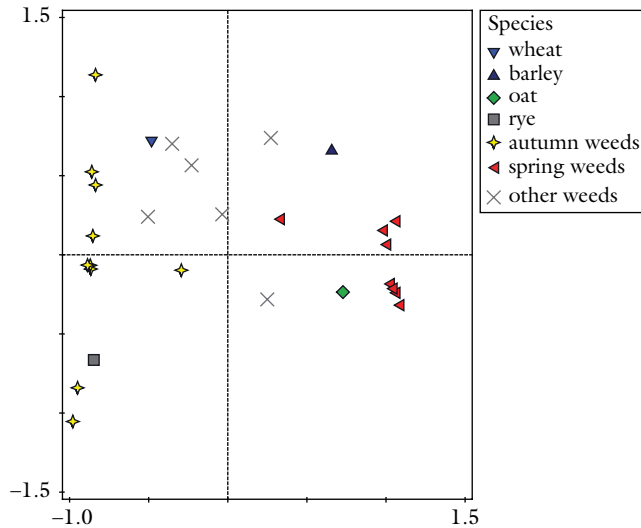 1.5
Species
wheat
barley
oat
rye
autumn weeds
spring weeds
other weeds
–1.5
–1.0
1.5